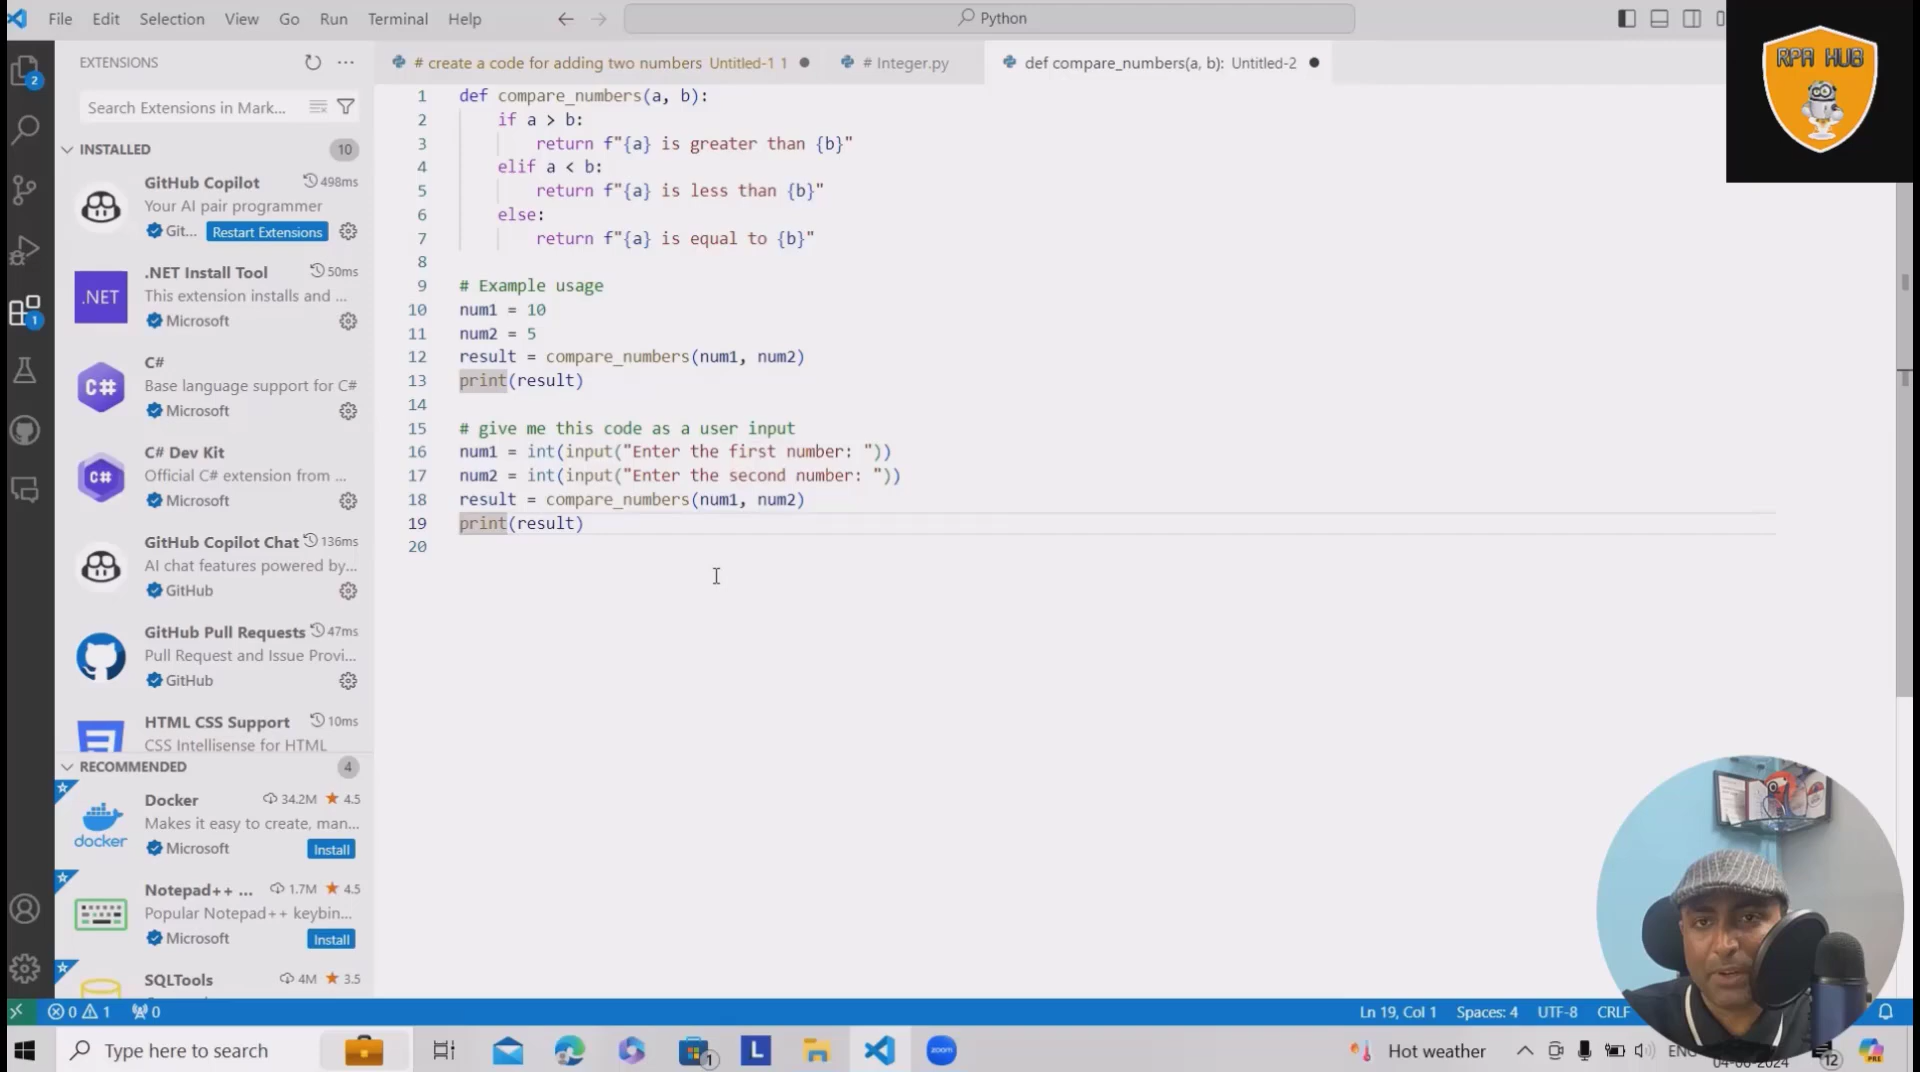 File Edit Selection View Go Run Terminal Help
Python
RPA HUB
EXTENSIONS
# create a code for adding two numbers Untitled-1 1
# Integer.py
def compare_numbers(a, b): Untitled-2
2
Search Extensions in Mark...
INSTALLED 10
GitHub Copilot 498ms
Your AI pair programmer
Git... Restart Extensions
.NET
.NET Install Tool 50ms
This extension installs and ...
Microsoft
1
C#
C#
Base language support for C#
Microsoft
C#
C# Dev Kit
Official C# extension from ...
Microsoft
GitHub Copilot Chat 136ms
AI chat features powered by...
GitHub
GitHub Pull Requests 47ms
Pull Request and Issue Provi...
GitHub
HTML CSS Support 10ms
CSS Intellisense for HTML
RECOMMENDED 4
Docker 34.2M 4.5
Makes it easy to create, man...
docker
Microsoft Install
Notepad++ ... 1.7M 4.5
Popular Notepad++ keybin...
Microsoft Install
SQLTools 4M 3.5
1 def compare_numbers(a, b):
2 if a > b:
3 return f"{a} is greater than {b}"
4 elif a < b:
5 return f"{a} is less than {b}"
6 else:
7 return f"{a} is equal to {b}"
8
9 # Example usage
10 num1 = 10
11 num2 = 5
12 result = compare_numbers(num1, num2)
13 print(result)
14
15 # give me this code as a user input
16 num1 = int(input("Enter the first number: "))
17 num2 = int(input("Enter the second number: "))
18 result = compare_numbers(num1, num2)
19 print(result)
20
0 1 0
Ln 19, Col 1 Spaces: 4 UTF-8 CRLF
Type here to search
1
L
zoom
Hot weather
ENG
04-06-2024
12
PRE